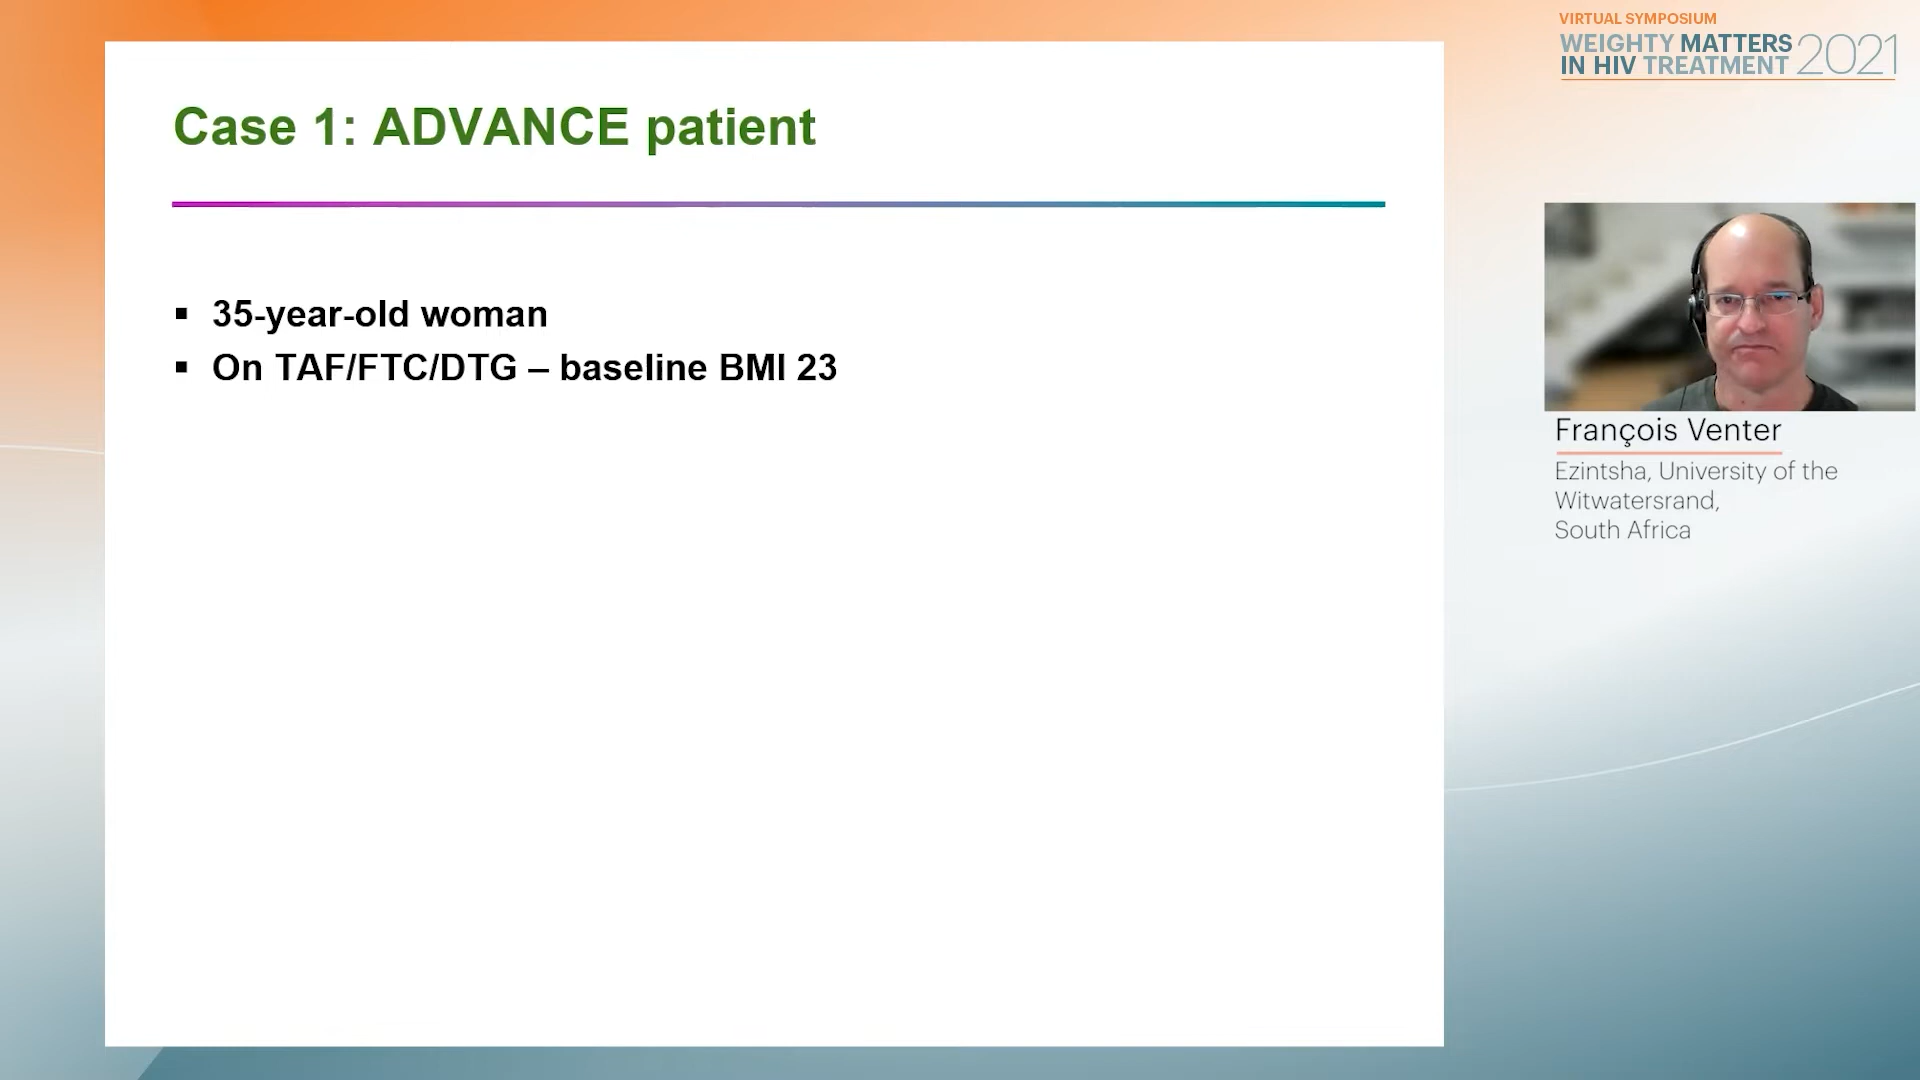 VIRTUAL SYMPOSIUM
WEIGHTY MATTERS
IN HIV TREATMENT 2021
Case 1: ADVANCE patient
▪ 35-year-old woman
▪ On TAF/FTC/DTG – baseline BMI 23
François Venter
Ezintsha, University of the
Witwatersrand,
South Africa